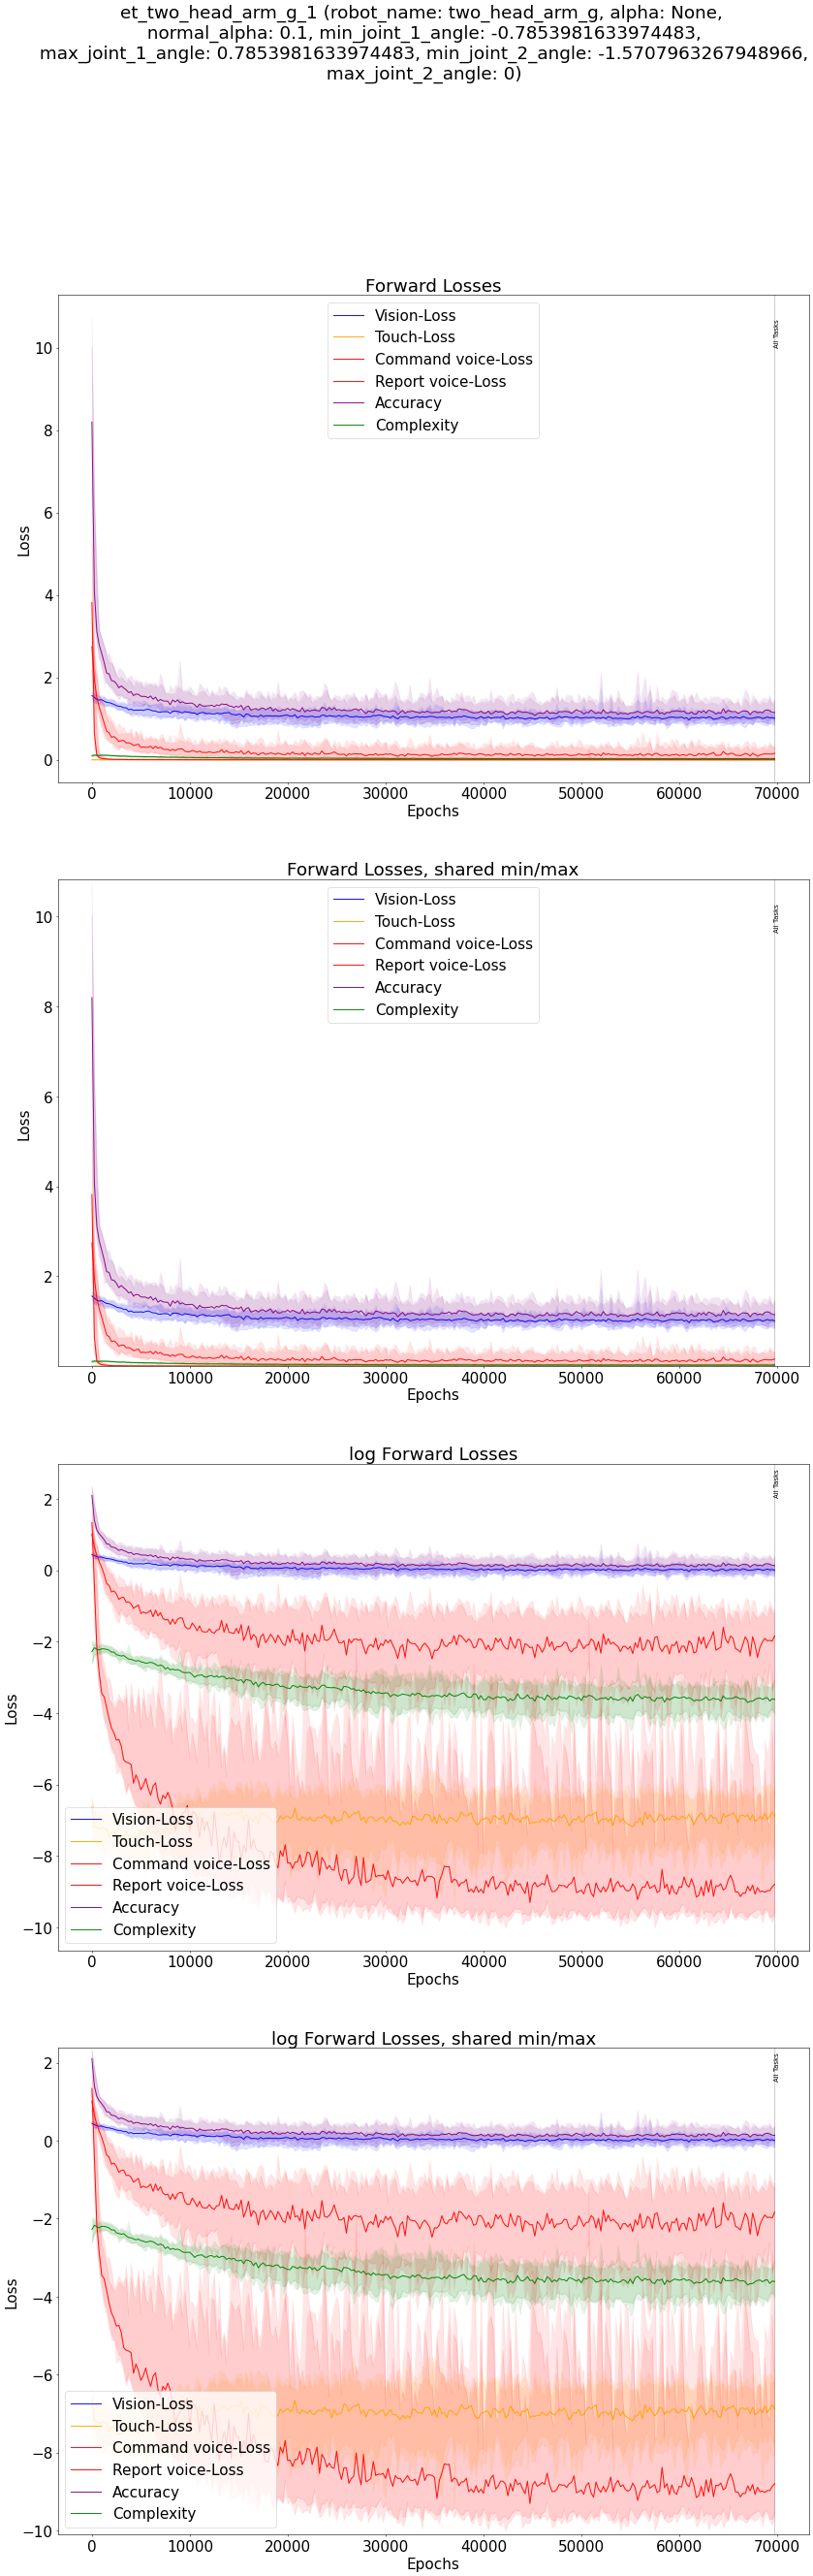 et_two_head_arm_g_1 (robot_name: two_head_arm_g, alpha: None,
normal_alpha: 0.1, min_joint_1_angle: -0.7853981633974483,
max_joint_1_angle: 0.7853981633974483, min_joint_2_angle: -1.5707963267948966,
max_joint_2_angle: 0)
Forward Losses
Vision-Loss
Touch-Loss
Command voice-Loss
Report voice-Loss
Accuracy
Complexity
All Tasks
10
8
6
4
2
0
Loss
0 10000 20000 30000 40000 50000 60000 70000
Epochs
Forward Losses, shared min/max
Vision-Loss
Touch-Loss
Command voice-Loss
Report voice-Loss
Accuracy
Complexity
All Tasks
10
8
6
4
2
Loss
0 10000 20000 30000 40000 50000 60000 70000
Epochs
log Forward Losses
All Tasks
2
0
−2
−4
−6
−8
−10
Loss
Vision-Loss
Touch-Loss
Command voice-Loss
Report voice-Loss
Accuracy
Complexity
0 10000 20000 30000 40000 50000 60000 70000
Epochs
log Forward Losses, shared min/max
All Tasks
2
0
−2
−4
−6
−8
−10
Loss
Vision-Loss
Touch-Loss
Command voice-Loss
Report voice-Loss
Accuracy
Complexity
0 10000 20000 30000 40000 50000 60000 70000
Epochs